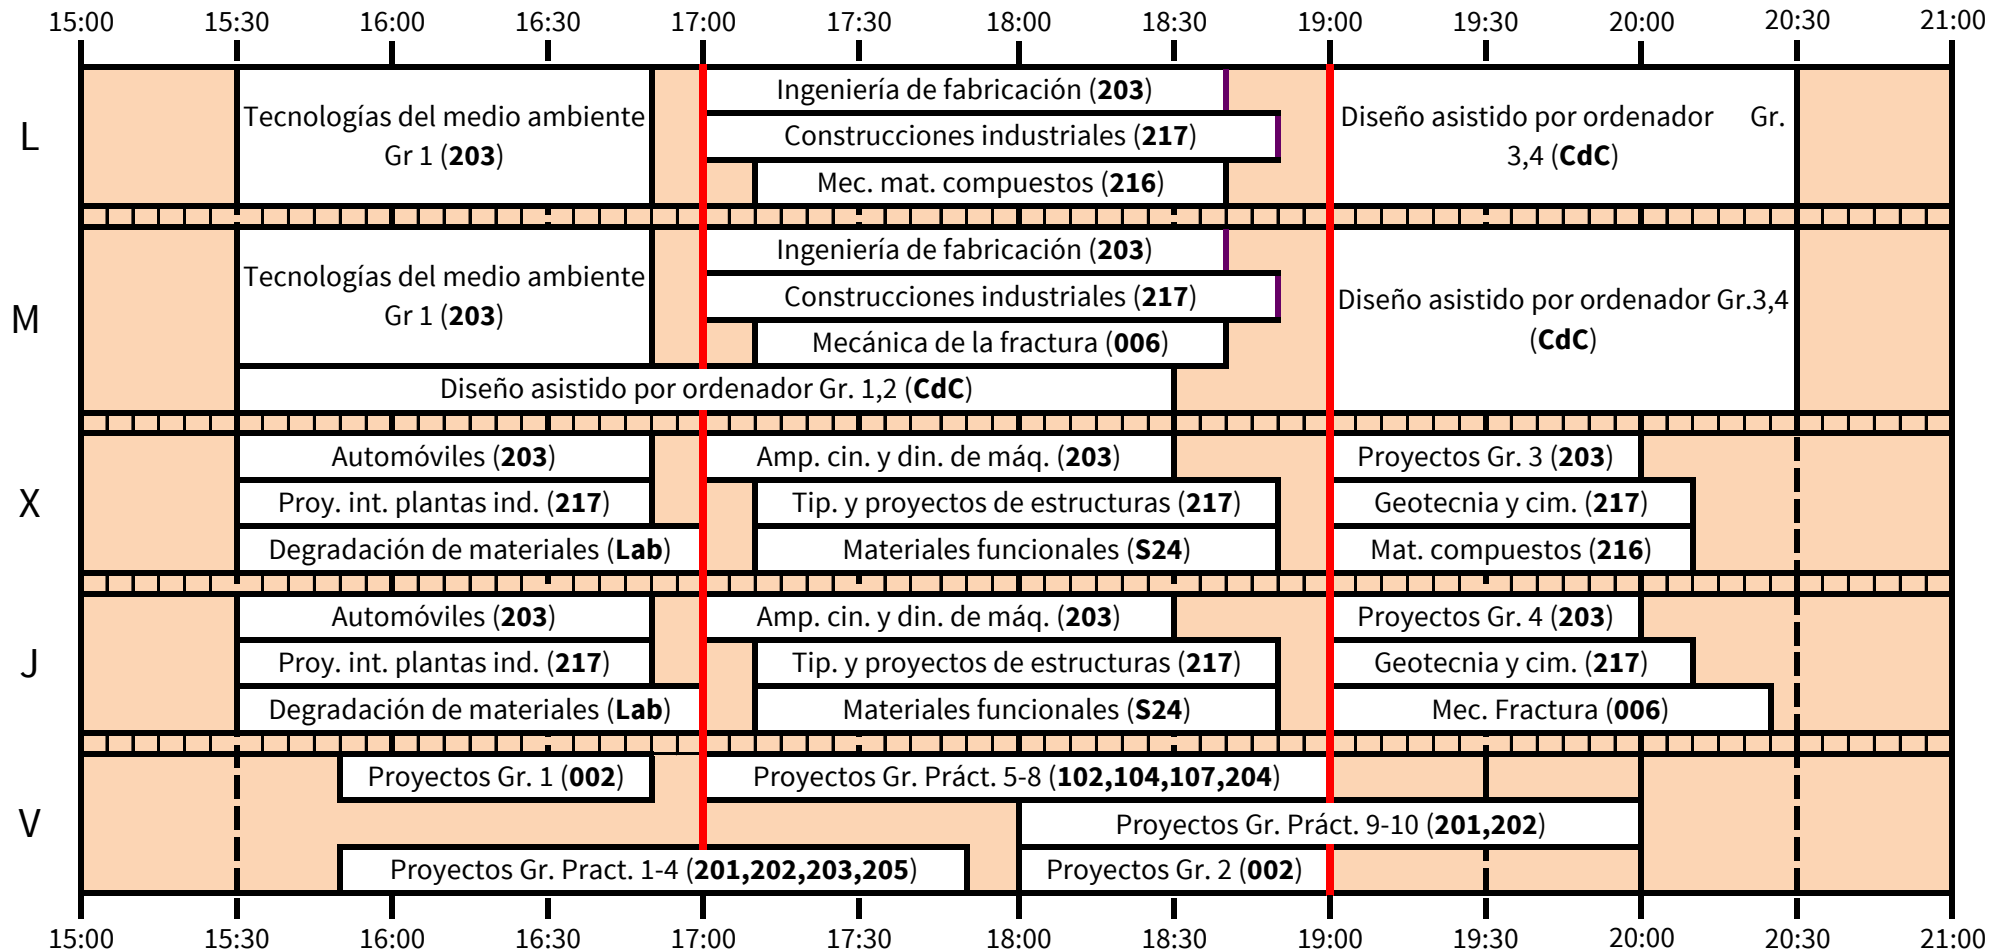 15:00 15:30 16:00 16:30 17:00 17:30 18:00 18:30 19:00 19:30 20:00 20:30 21:00
L
Tecnologías del medio ambiente
Gr 1 (203)
Ingeniería de fabricación (203)
Construcciones industriales (217)
Mec. mat. compuestos (216)
Diseño asistido por ordenador Gr.
3,4 (CdC)
M
Tecnologías del medio ambiente
Gr 1 (203)
Ingeniería de fabricación (203)
Construcciones industriales (217)
Mecánica de la fractura (006)
Diseño asistido por ordenador Gr. 1,2 (CdC)
Diseño asistido por ordenador Gr.3,4
(CdC)
X
Automóviles (203)
Proy. int. plantas ind. (217)
Degradación de materiales (Lab)
Amp. cin. y din. de máq. (203)
Tip. y proyectos de estructuras (217)
Materiales funcionales (S24)
Proyectos Gr. 3 (203)
Geotecnia y cim. (217)
Mat. compuestos (216)
J
Automóviles (203)
Proy. int. plantas ind. (217)
Degradación de materiales (Lab)
Amp. cin. y din. de máq. (203)
Tip. y proyectos de estructuras (217)
Materiales funcionales (S24)
Proyectos Gr. 4 (203)
Geotecnia y cim. (217)
Mec. Fractura (006)
V
Proyectos Gr. 1 (002)
Proyectos Gr. Práct. 5-8 (102,104,107,204)
Proyectos Gr. Práct. 9-10 (201,202)
Proyectos Gr. Pract. 1-4 (201,202,203,205)
Proyectos Gr. 2 (002)
15:00 15:30 16:00 16:30 17:00 17:30 18:00 18:30 19:00 19:30 20:00 20:30 21:00